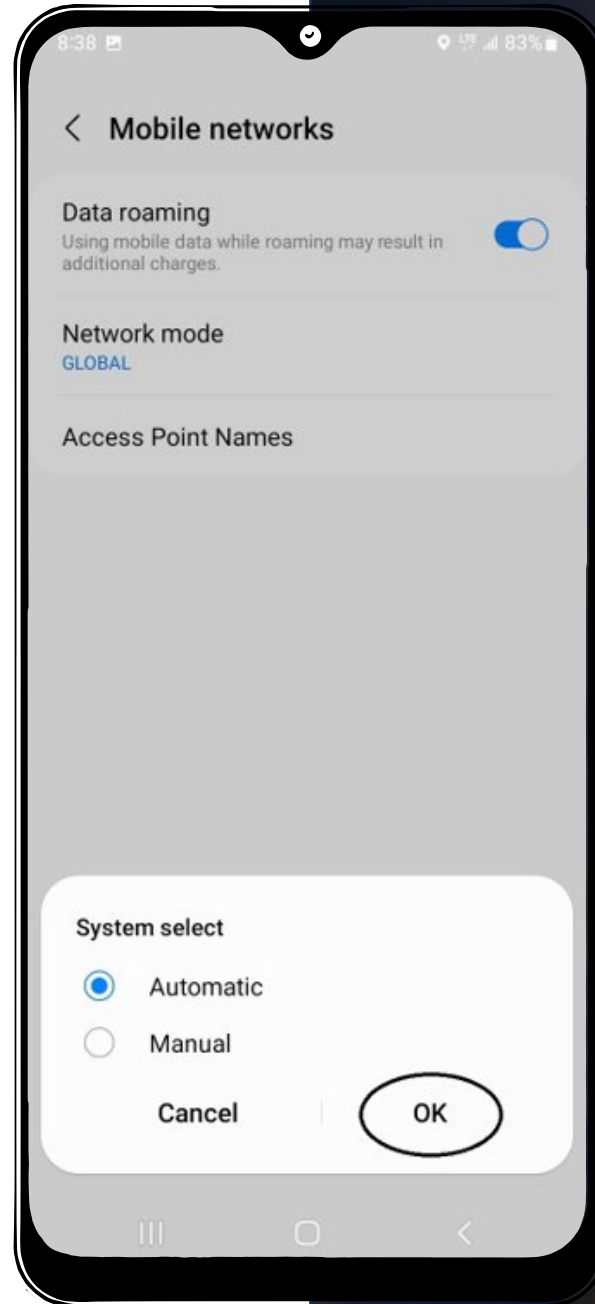 8:38 LTE 83%
Mobile networks
Data roaming
Using mobile data while roaming may result in
additional charges.
Network mode
GLOBAL
Access Point Names
System select
Automatic
Manual
Cancel OK